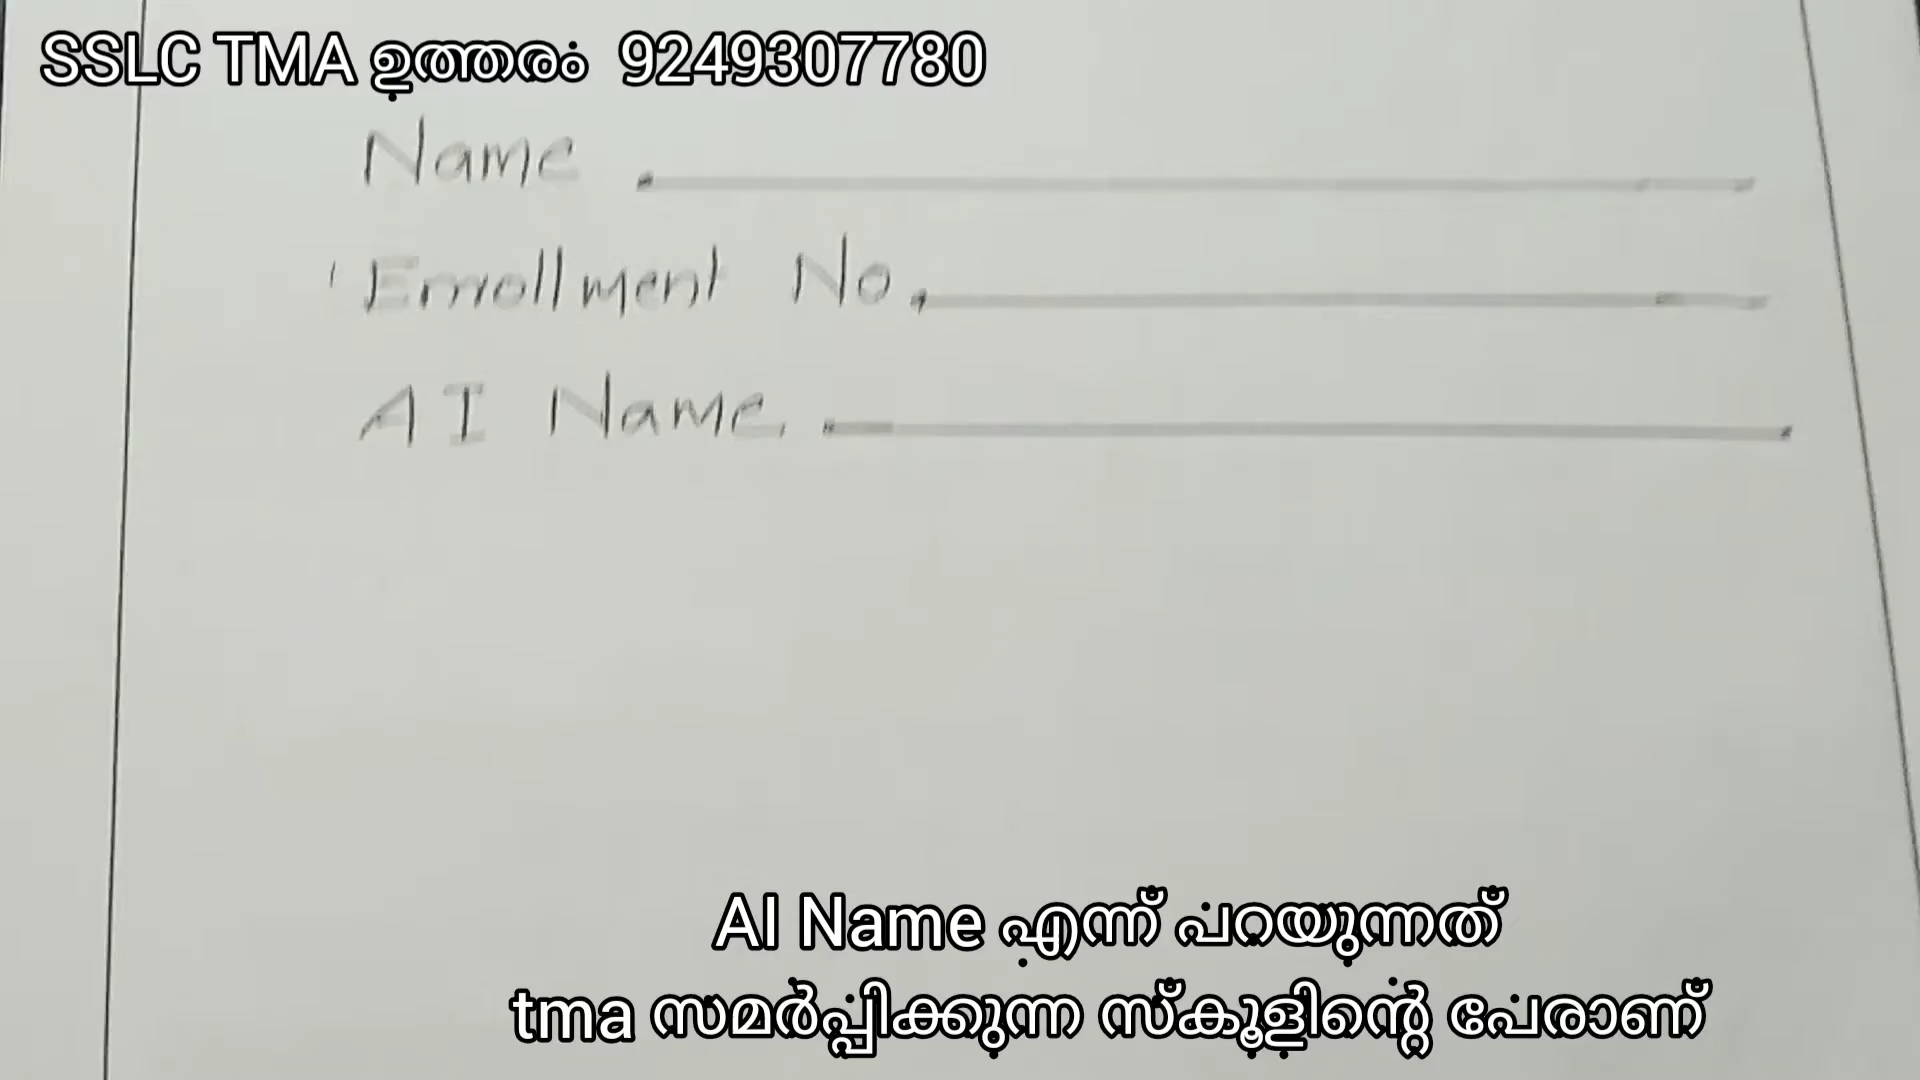 SSLC TMA ഉത്തരം 9249307780
Name
Enrollment No.
AI Name.
AI Name എന്ന് പറയുന്നത്
tma സമർപ്പിക്കുന്ന സ്കൂളിന്റെ പേരാണ്